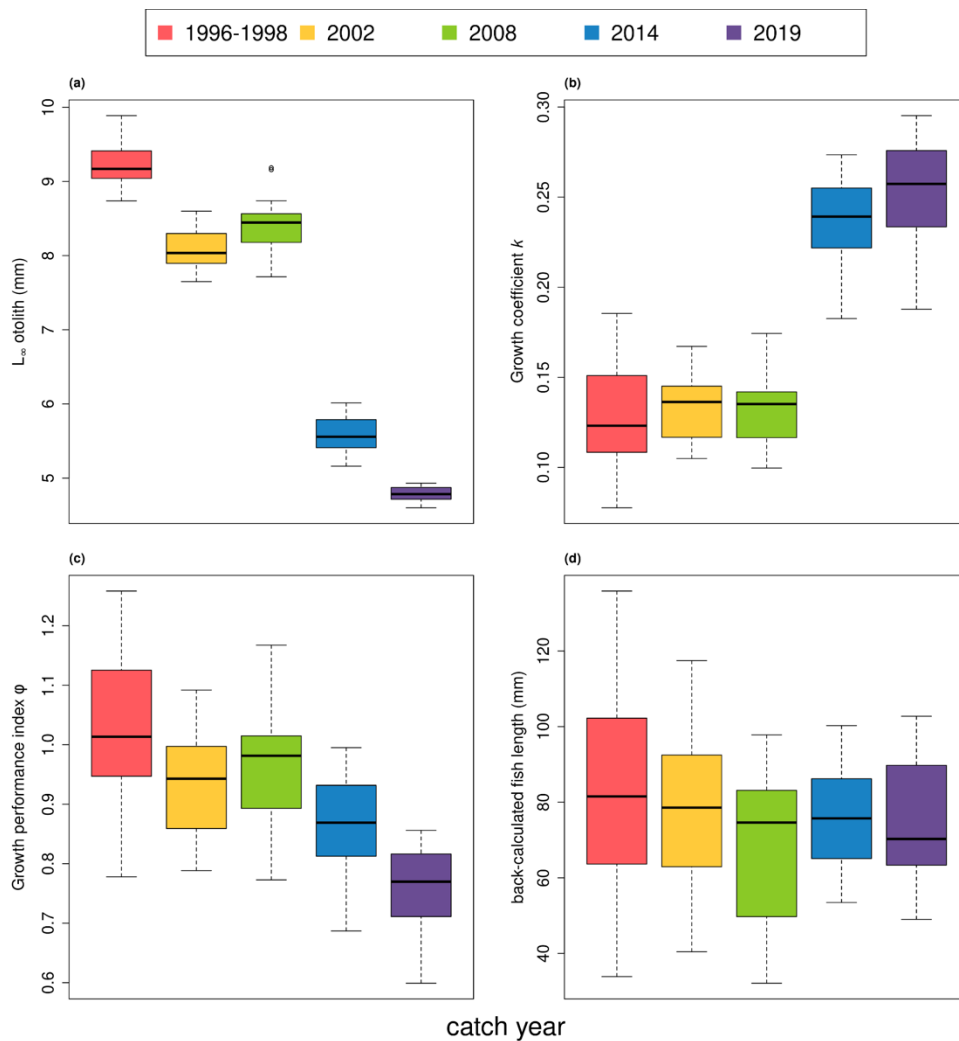 1996-1998 2002 2008 2014 2019
(a)
L∞ otolith (mm)
10
9
8
7
6
5
(b)
Growth coefficient k
0.30
0.25
0.20
0.15
0.10
(c)
Growth performance index φ
1.2
1.1
1.0
0.9
0.8
0.7
0.6
(d)
back-calculated fish length (mm)
120
100
80
60
40
catch year